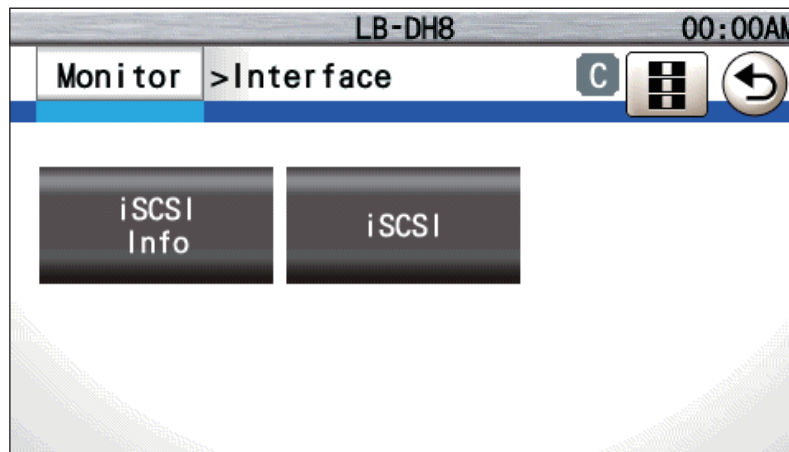 LB-DH8 00:00AM
Monitor >Interface C
iSCSI
Info
iSCSI